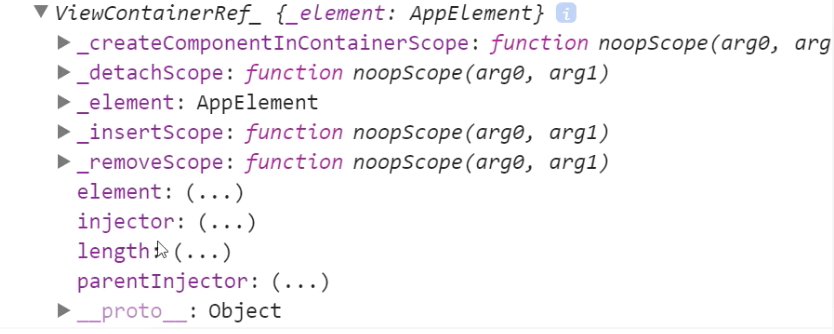 ▼ ViewContainerRef_ {_element: AppElement} i
▶ _createComponentInContainerScope: function noopScope(arg0, arg
▶ _detachScope: function noopScope(arg0, arg1)
▶ _element: AppElement
▶ _insertScope: function noopScope(arg0, arg1)
▶ _removeScope: function noopScope(arg0, arg1)
element: (...)
injector: (...)
length: (...)
parentInjector: (...)
▶ __proto__: Object